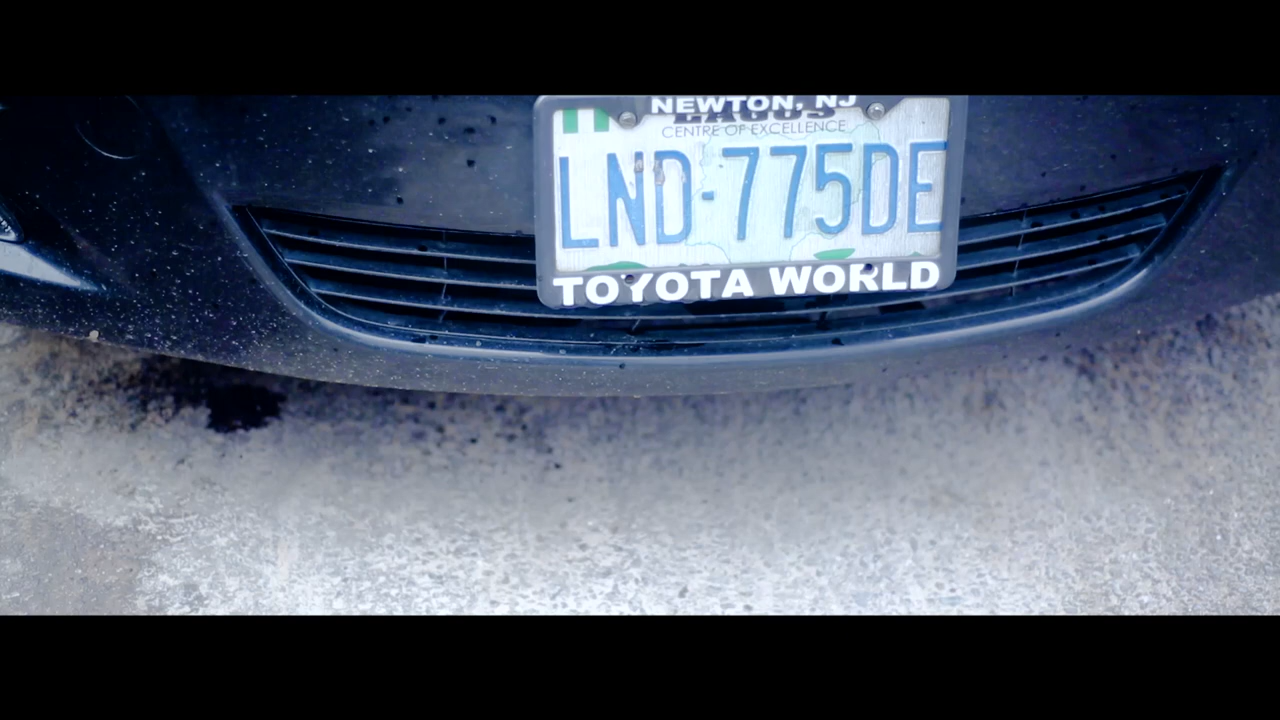 NEWTON, NJ
LAGOS
CENTRE OF EXCELLENCE
LND-775DE
TOYOTA WORLD